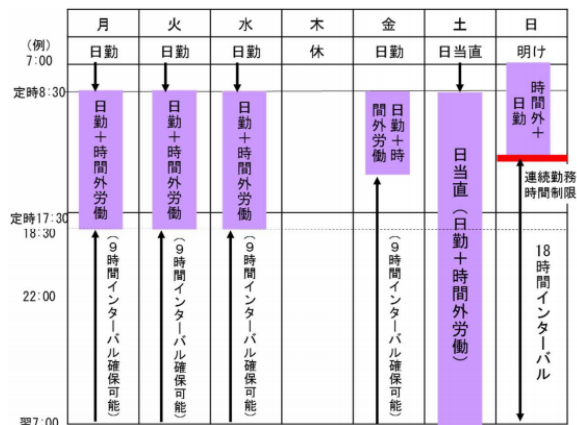 月 火 水 木 金 土 日
(例) 日勤 日勤 日勤 休 日勤 日当直 明け
7:00
定時8:30
日勤＋時間外労働
日勤＋時間外労働
日勤＋時間外労働
日勤＋時
間外労働
日当直（日勤＋時間外労働）
時間外＋
日勤
連続勤務
時間制限
定時17:30
18:30
（９時間インターバル確保可能）
（９時間インターバル確保可能）
（９時間インターバル確保可能）
（９時間インターバル確保可能）
18時間インターバル
22:00
翌7:00